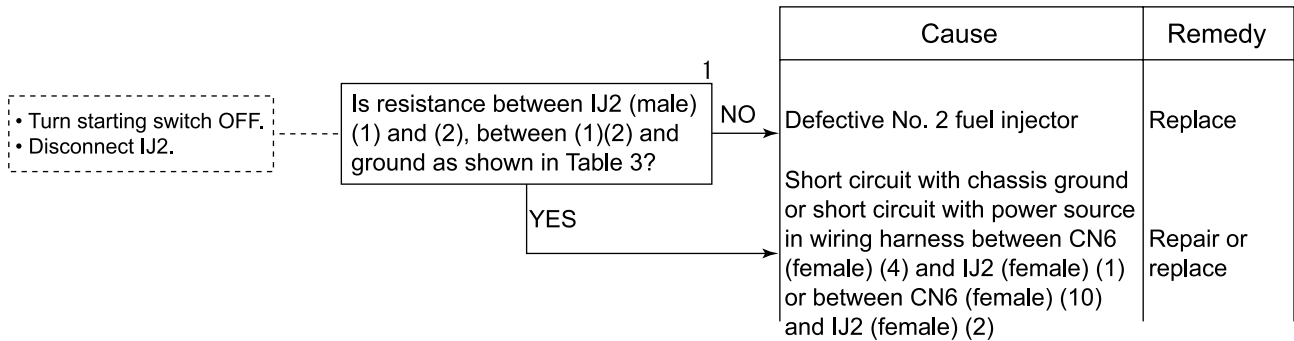 Cause
Remedy
1
• Turn starting switch OFF.
• Disconnect IJ2.
Is resistance between IJ2 (male)
(1) and (2), between (1)(2) and
ground as shown in Table 3?
NO
Defective No. 2 fuel injector
Replace
YES
Short circuit with chassis ground
or short circuit with power source
in wiring harness between CN6
(female) (4) and IJ2 (female) (1)
or between CN6 (female) (10)
and IJ2 (female) (2)
Repair or
replace